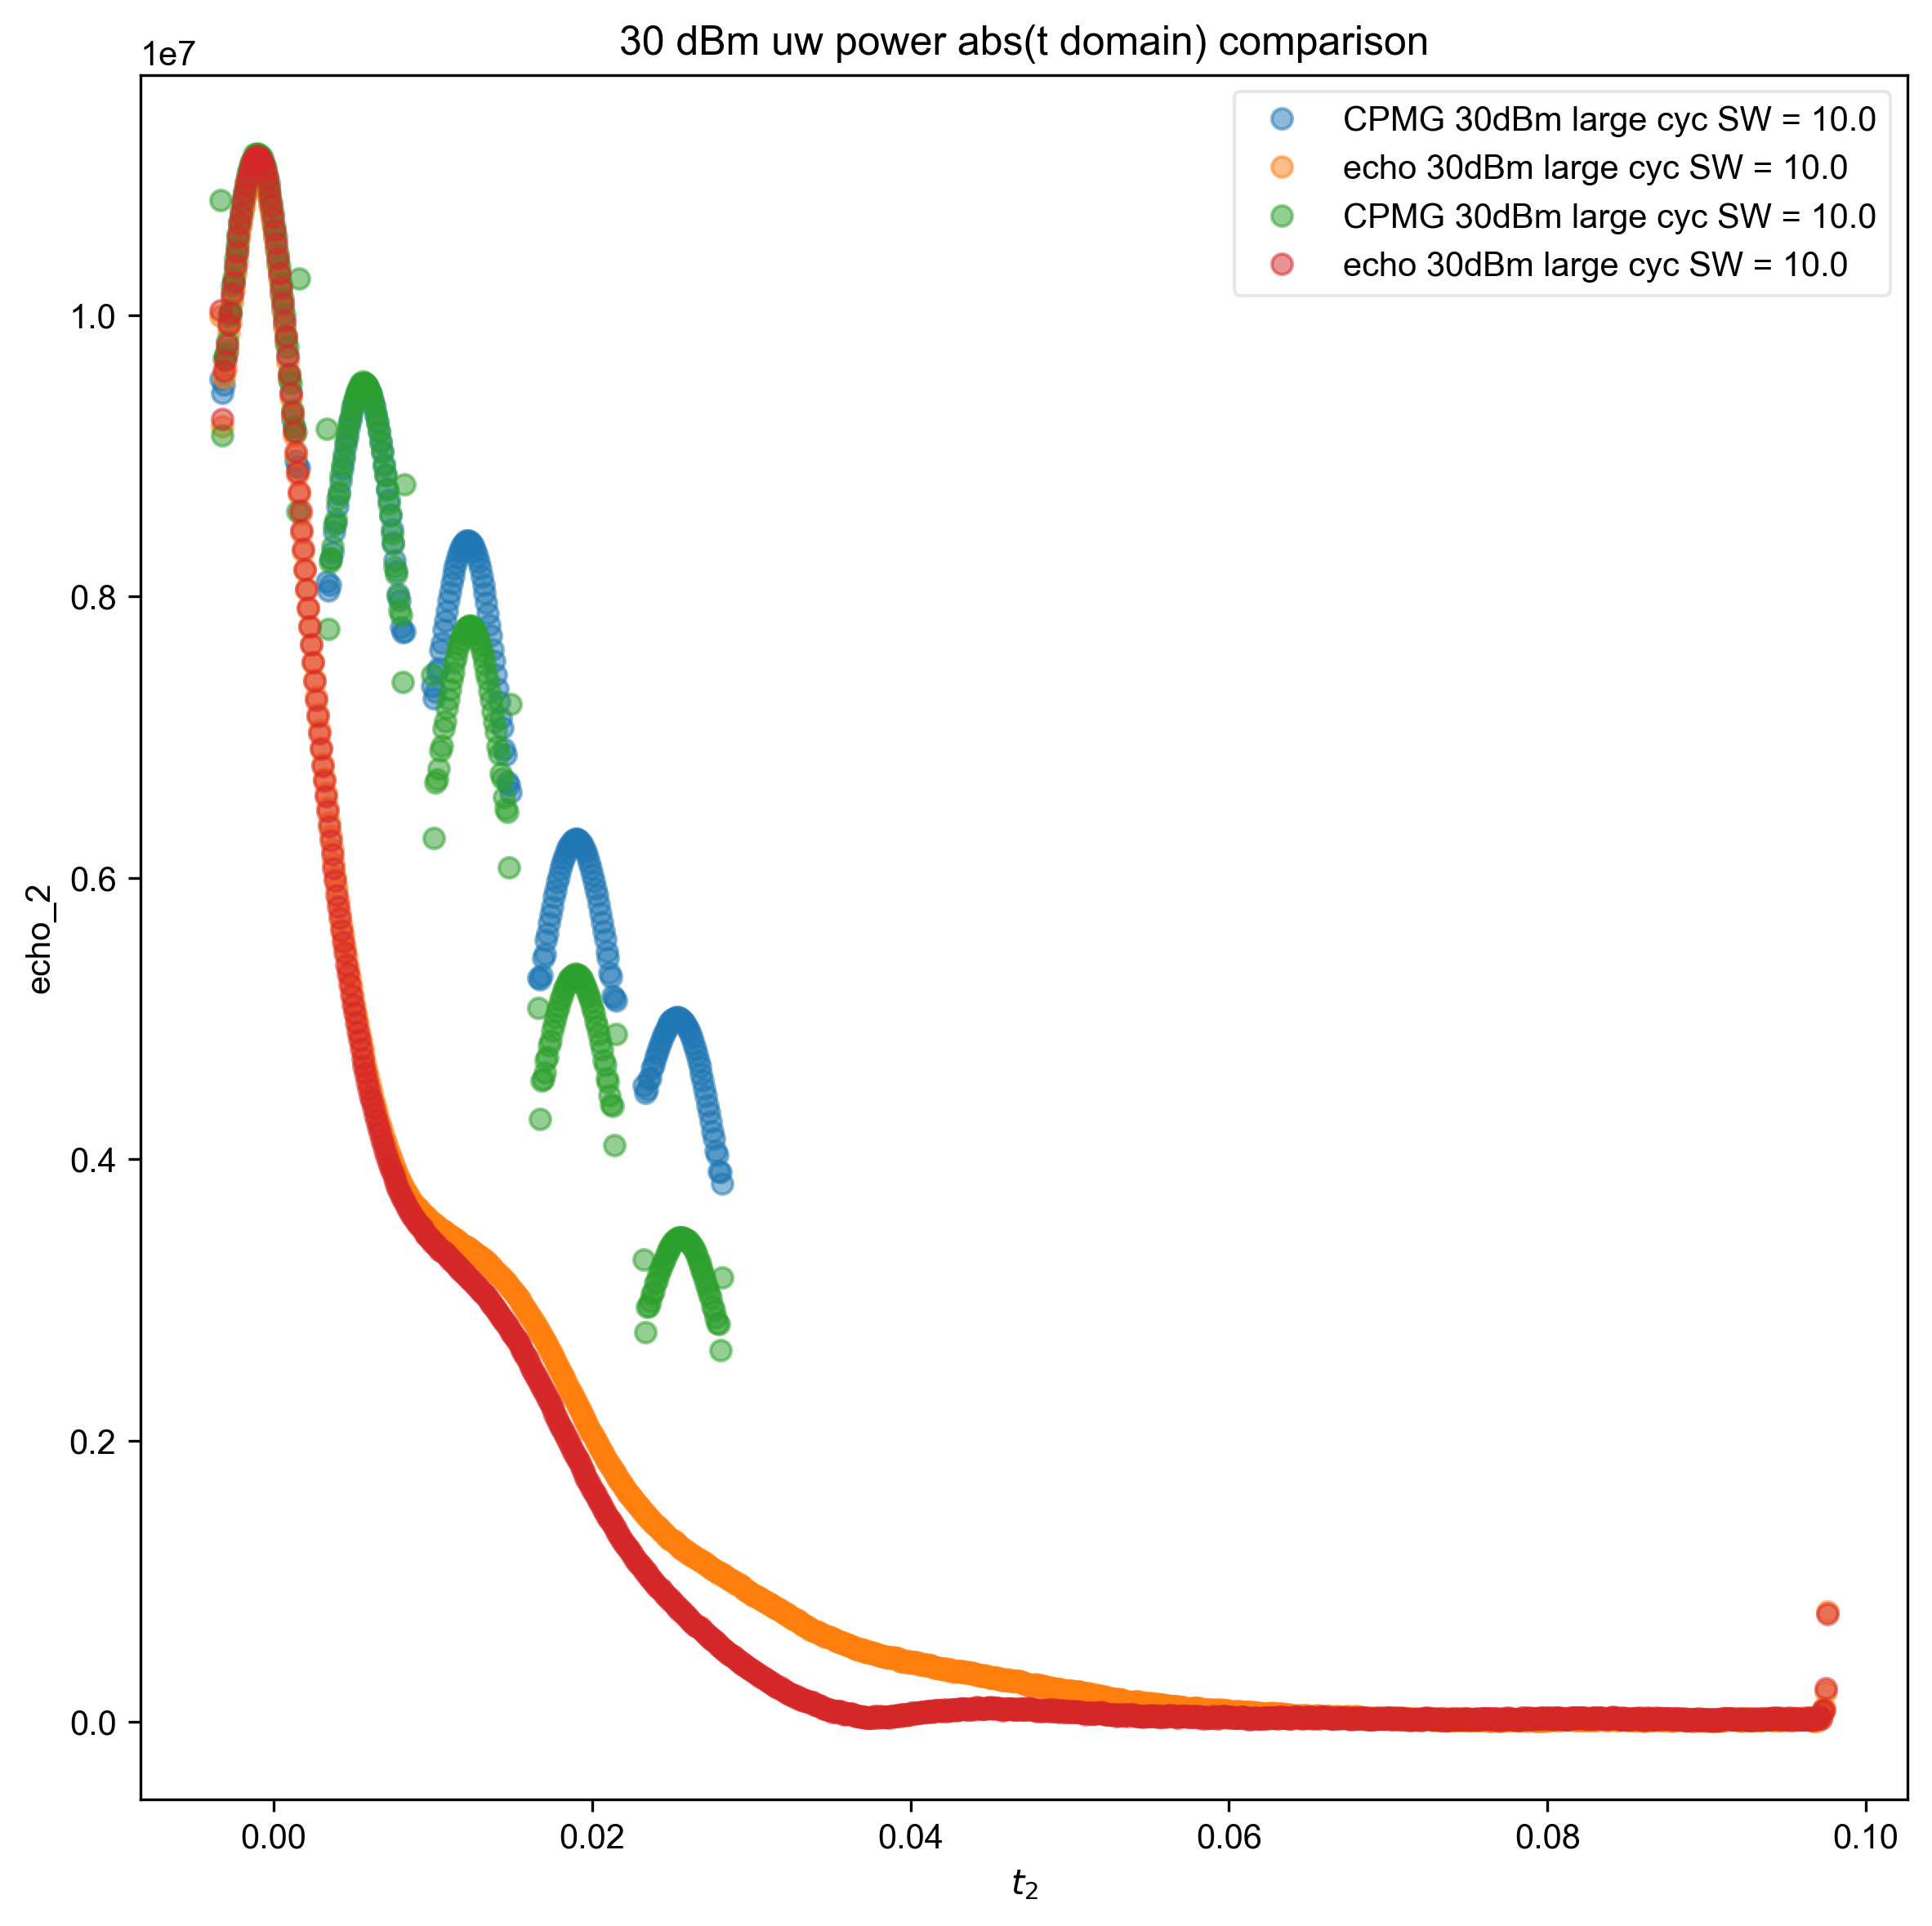 30 dBm uw power abs(t domain) comparison
1e7
CPMG 30dBm large cyc SW = 10.0
echo 30dBm large cyc SW = 10.0
CPMG 30dBm large cyc SW = 10.0
echo 30dBm large cyc SW = 10.0
1.0
0.8
0.6
0.4
0.2
0.0
echo_2
0.00 0.02 0.04 0.06 0.08 0.10
t₂